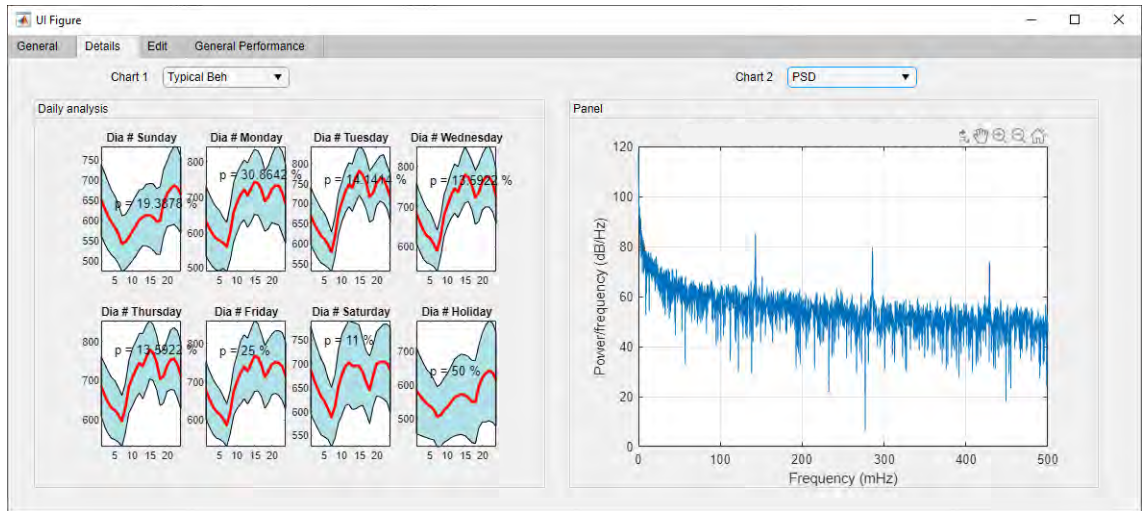 UI Figure
General Details Edit General Performance
Chart 1 Typical Beh
Chart 2 PSD
Daily analysis
Dia # Sunday Dia # Monday Dia # Tuesday Dia # Wednesday
750
700
650
600
550
500
p = 19.3878
5 10 15 20
800
700
600
500
p = 30.8642 %
5 10 15 20
800
750
700
650
600
550
p = 14.1414 %
5 10 15 20
800
700
600
p = 13.5922 %
5 10 15 20
Dia # Thursday Dia # Friday Dia # Saturday Dia # Holiday
800
700
600
p = 13.5922 %
5 10 15 20
800
700
600
p = 25 %
5 10 15 20
750
700
650
600
550
p = 11 %
5 10 15 20
700
600
500
p = 50 %
5 10 15 20
Panel
Power/frequency (dB/Hz)
120
100
80
60
40
20
0
0 100 200 300 400 500
Frequency (mHz)